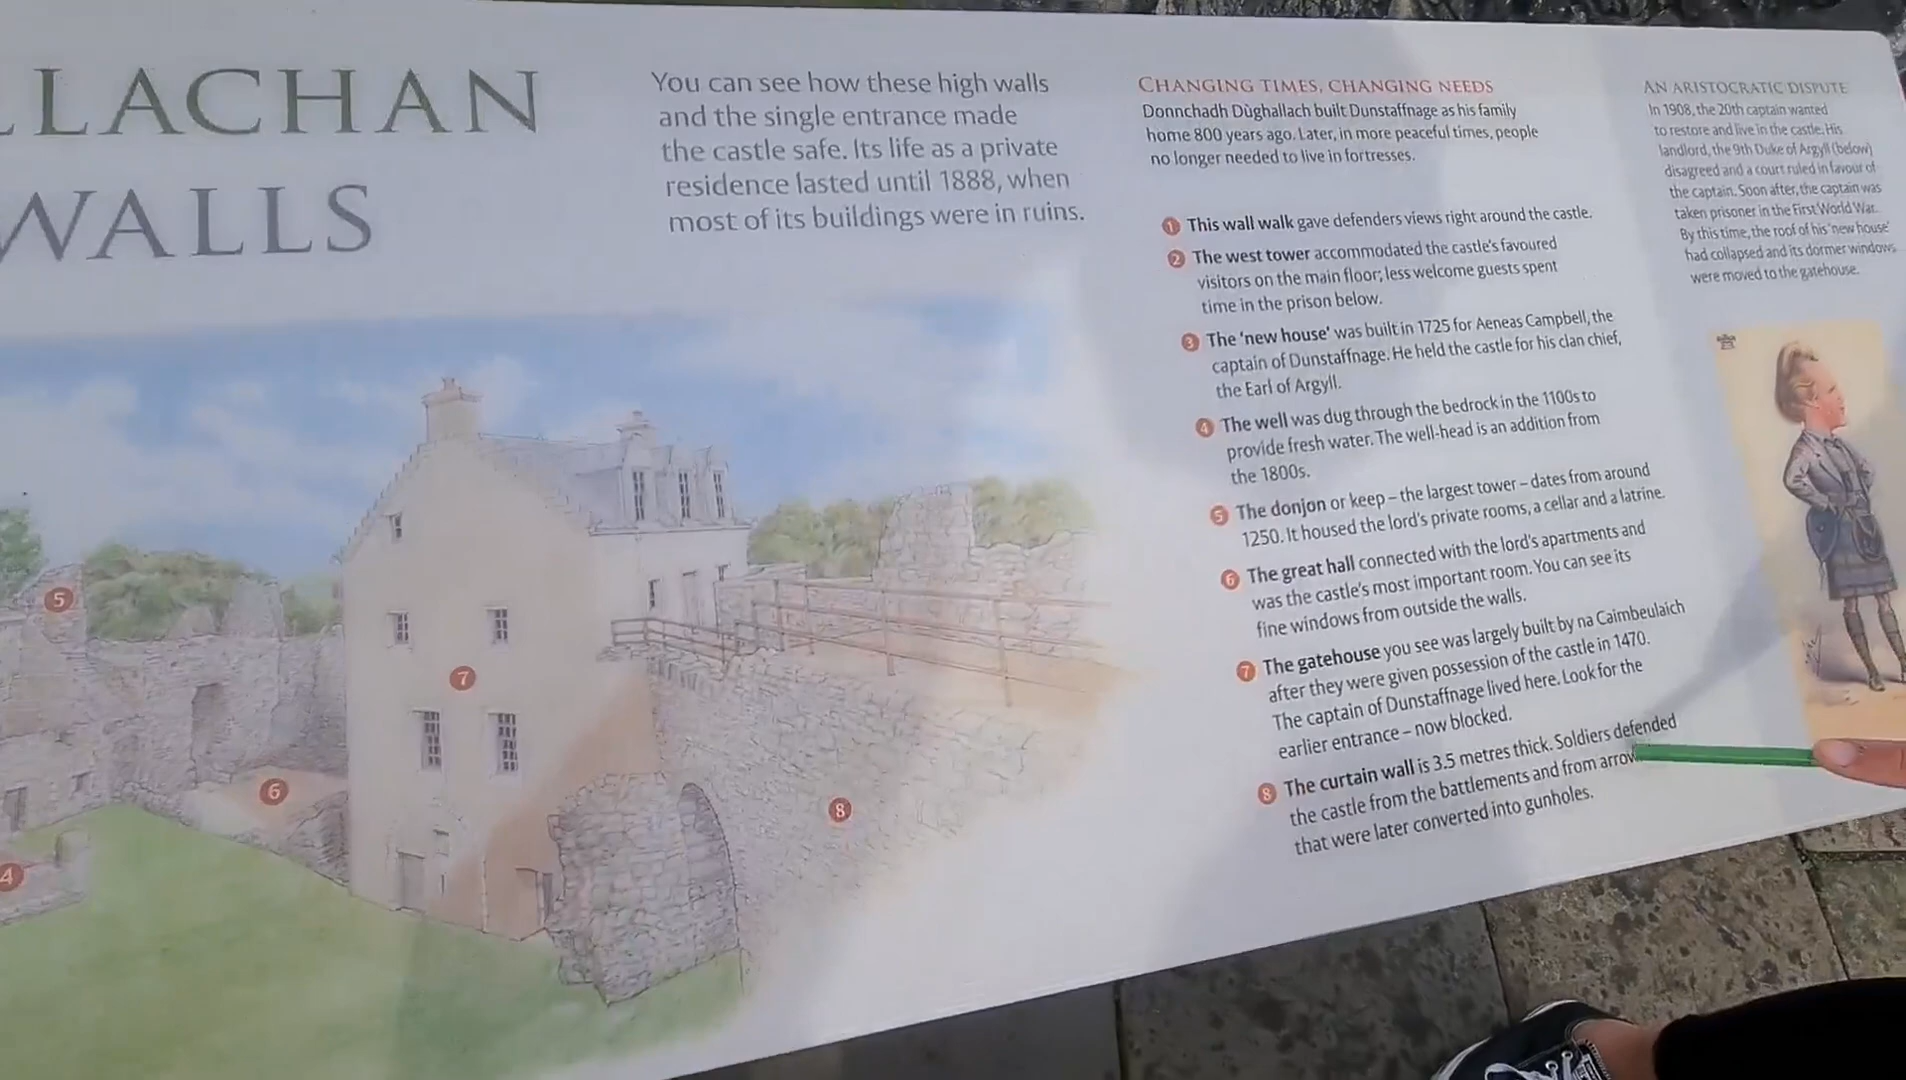 LLACHAN
WALLS
You can see how these high walls
and the single entrance made
the castle safe. Its life as a private
residence lasted until 1888, when
most of its buildings were in ruins.
CHANGING TIMES, CHANGING NEEDS
Donnchadh Dùghallach built Dunstaffnage as his family
home 800 years ago. Later, in more peaceful times, people
no longer needed to live in fortresses.
1 This wall walk gave defenders views right around the castle.
2 The west tower accommodated the castle's favoured
visitors on the main floor; less welcome guests spent
time in the prison below.
3 The 'new house' was built in 1725 for Aeneas Campbell, the
captain of Dunstaffnage. He held the castle for his clan chief,
the Earl of Argyll.
4 The well was dug through the bedrock in the 1100s to
provide fresh water. The well-head is an addition from
the 1800s.
5 The donjon or keep – the largest tower – dates from around
1250. It housed the lord's private rooms, a cellar and a latrine.
6 The great hall connected with the lord's apartments and
was the castle's most important room. You can see its
fine windows from outside the walls.
7 The gatehouse you see was largely built by na Caimbeulaich
after they were given possession of the castle in 1470.
The captain of Dunstaffnage lived here. Look for the
earlier entrance – now blocked.
8 The curtain wall is 3.5 metres thick. Soldiers defended
the castle from the battlements and from arrow
that were later converted into gunholes.
AN ARISTOCRATIC DISPUTE
In 1908, the 20th captain wanted
to restore and live in the castle. His
landlord, the 9th Duke of Argyll (below)
disagreed and a court ruled in favour of
the captain. Soon after, the captain was
taken prisoner in the First World War.
By this time, the roof of his 'new house'
had collapsed and its dormer windows
were moved to the gatehouse.
5
7
6
8
4